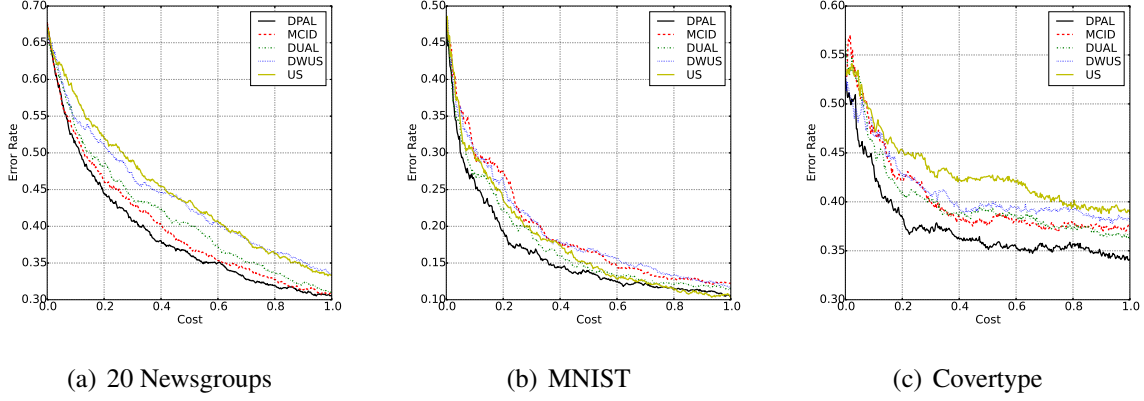 0.70
0.65
0.60
0.55
0.50
0.45
0.40
0.35
0.30
Error Rate
0.0 0.2 0.4 0.6 0.8 1.0
Cost
DPAL
MCID
DUAL
DWUS
US
(a) 20 Newsgroups
0.50
0.45
0.40
0.35
0.30
0.25
0.20
0.15
0.10
Error Rate
0.0 0.2 0.4 0.6 0.8 1.0
Cost
DPAL
MCID
DUAL
DWUS
US
(b) MNIST
0.60
0.55
0.50
0.45
0.40
0.35
0.30
Error Rate
0.0 0.2 0.4 0.6 0.8 1.0
Cost
DPAL
MCID
DUAL
DWUS
US
(c) Covertype